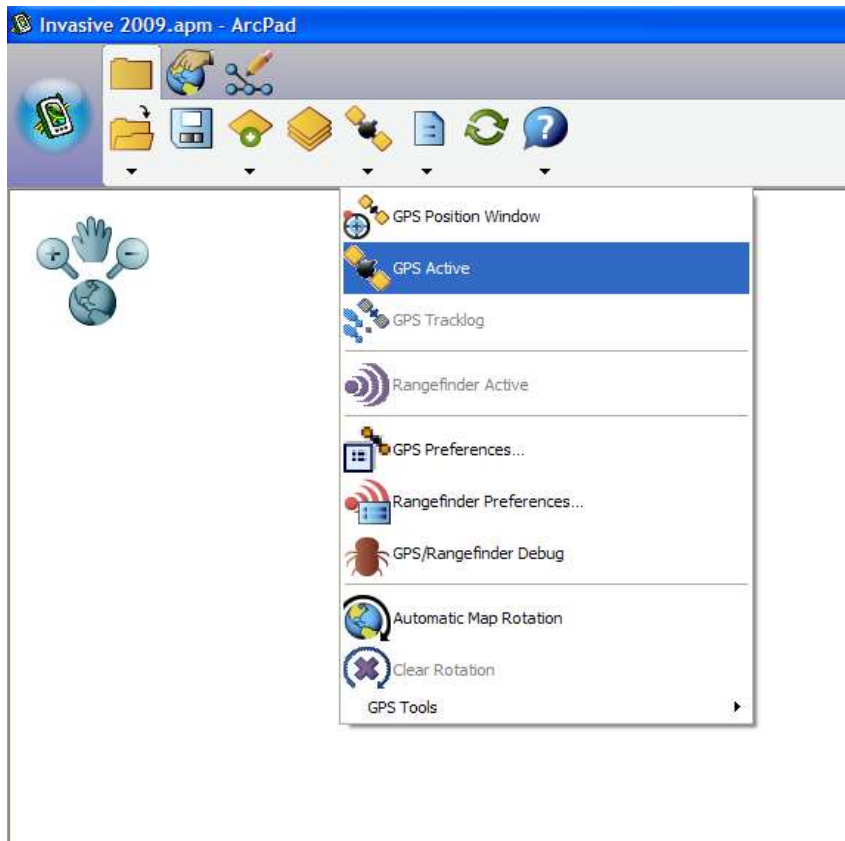 Invasive 2009.apm - ArcPad
GPS Position Window
GPS Active
GPS Tracklog
Rangefinder Active
GPS Preferences...
Rangefinder Preferences...
GPS/Rangefinder Debug
Automatic Map Rotation
Clear Rotation
GPS Tools